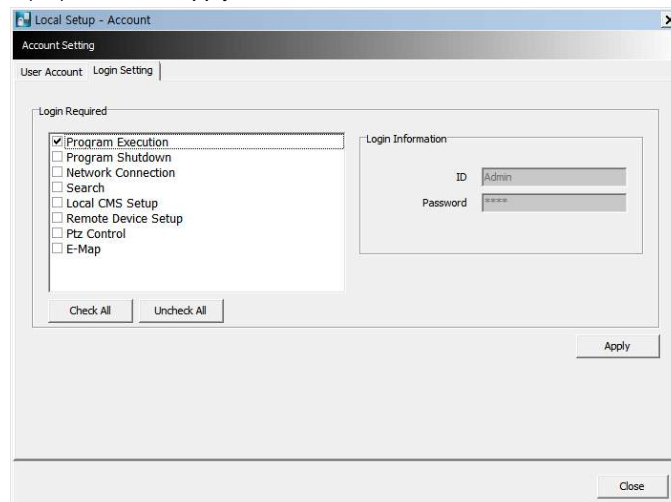 Local Setup - Account
Account Setting
User Account Login Setting
Login Required
Program Execution
Program Shutdown
Network Connection
Search
Local CMS Setup
Remote Device Setup
Ptz Control
E-Map
Check All Uncheck All
Login Information
ID Admin
Password ****
Apply
Close